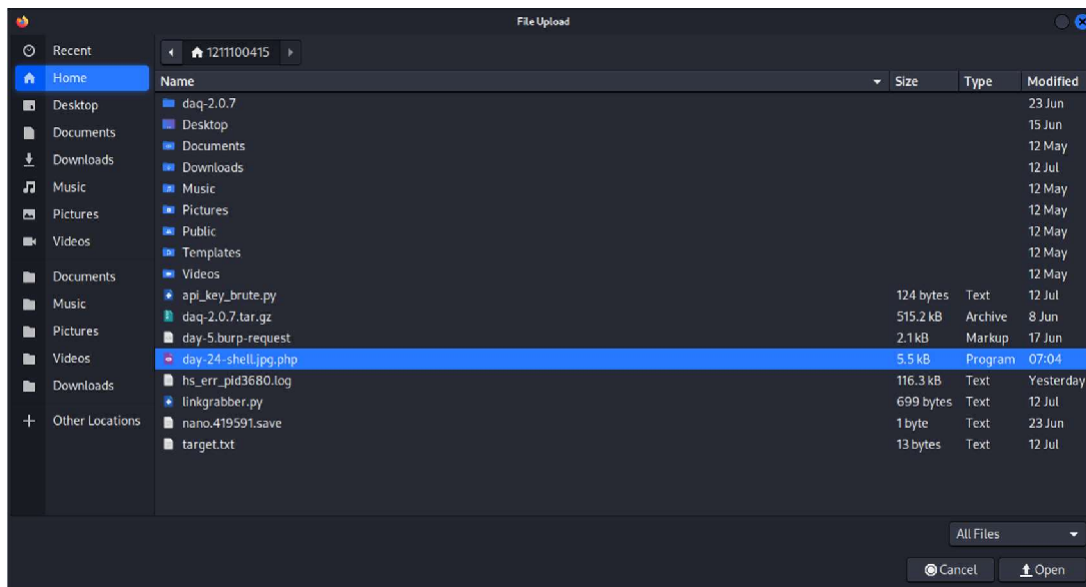 File Upload
Recent
Home
Desktop
Documents
Downloads
Music
Pictures
Videos
Documents
Music
Pictures
Videos
Downloads
Other Locations
1211100415
Name Size Type Modified
daq-2.0.7 23 Jun
Desktop 15 Jun
Documents 12 May
Downloads 12 Jul
Music 12 May
Pictures 12 May
Public 12 May
Templates 12 May
Videos 12 May
api_key_brute.py 124 bytes Text 12 Jul
daq-2.0.7.tar.gz 515.2 kB Archive 8 Jun
day-5.burp-request 2.1 kB Markup 17 Jun
day-24-shell.jpg.php 5.5 kB Program 07:04
hs_err_pid3680.log 116.3 kB Text Yesterday
linkgrabber.py 699 bytes Text 12 Jul
nano.419591.save 1 byte Text 23 Jun
target.txt 13 bytes Text 12 Jul
All Files
Cancel Open